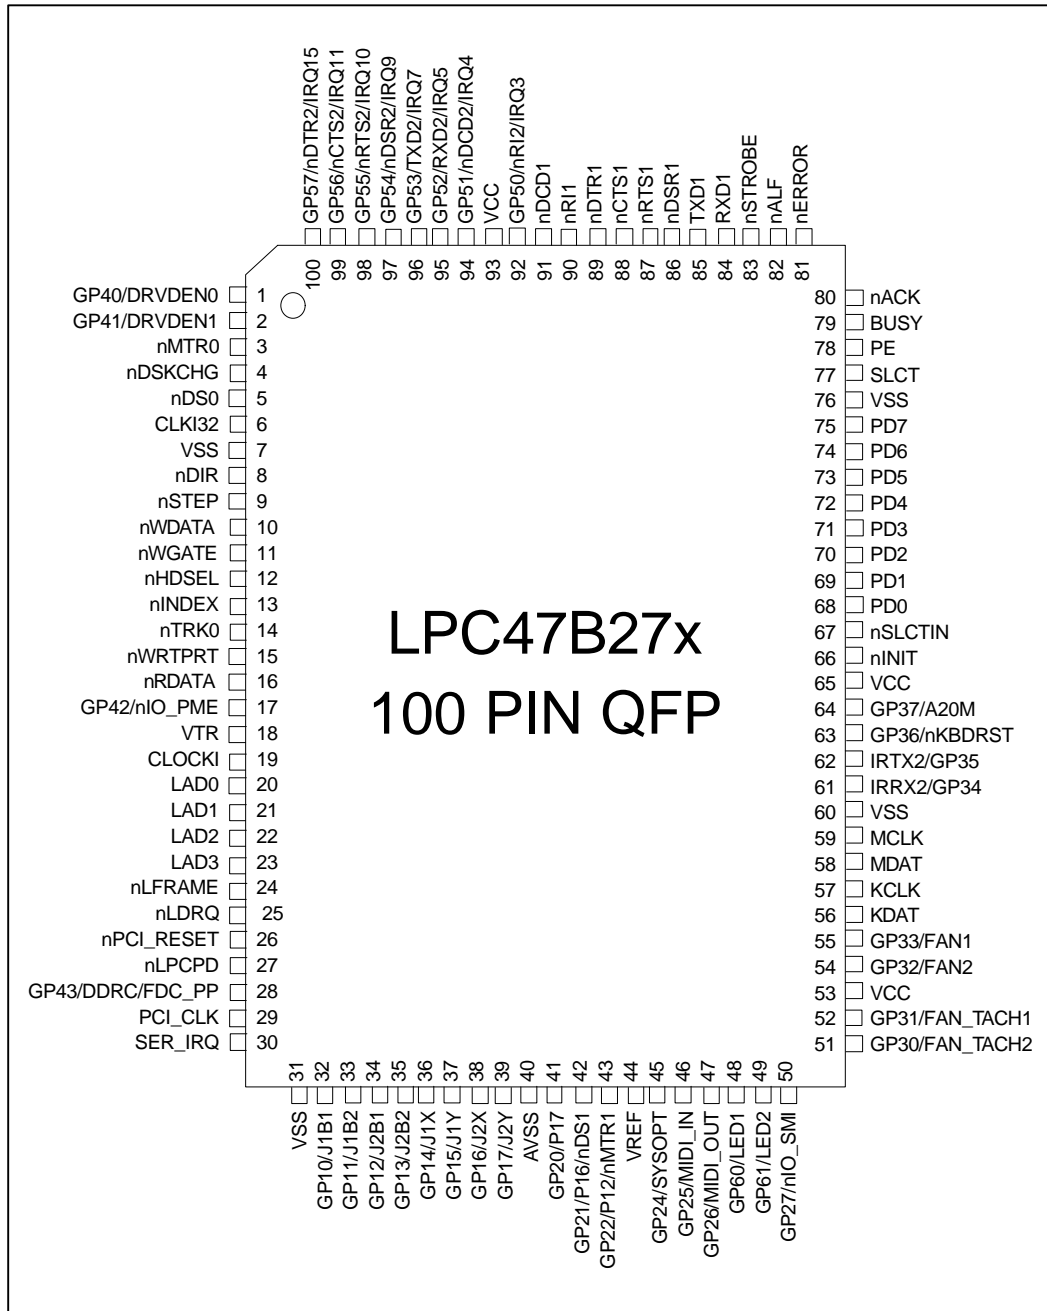 GP57/nDTR2/IRQ15
GP56/nCTS2/IRQ11
GP55/nRTS2/IRQ10
GP54/nDSR2/IRQ9
GP53/TXD2/IRQ7
GP52/RXD2/IRQ5
GP51/nDCD2/IRQ4
VCC
GP50/nRI2/IRQ3
nDCD1
nRI1
nDTR1
nCTS1
nRTS1
nDSR1
TXD1
RXD1
nSTROBE
nALF
nERROR
100
99
98
97
96
95
94
93
92
91
90
89
88
87
86
85
84
83
82
81
GP40/DRVDEN0 1
GP41/DRVDEN1 2
nMTR0 3
nDSKCHG 4
nDS0 5
CLKI32 6
VSS 7
nDIR 8
nSTEP 9
nWDATA 10
nWGATE 11
nHDSEL 12
nINDEX 13
nTRK0 14
nWRTPRT 15
nRDATA 16
GP42/nIO_PME 17
VTR 18
CLOCKI 19
LAD0 20
LAD1 21
LAD2 22
LAD3 23
nLFRAME 24
nLDRQ 25
nPCI_RESET 26
nLPCPD 27
GP43/DDRC/FDC_PP 28
PCI_CLK 29
SER_IRQ 30
LPC47B27x
100 PIN QFP
80 nACK
79 BUSY
78 PE
77 SLCT
76 VSS
75 PD7
74 PD6
73 PD5
72 PD4
71 PD3
70 PD2
69 PD1
68 PD0
67 nSLCTIN
66 nINIT
65 VCC
64 GP37/A20M
63 GP36/nKBDRST
62 IRTX2/GP35
61 IRRX2/GP34
60 VSS
59 MCLK
58 MDAT
57 KCLK
56 KDAT
55 GP33/FAN1
54 GP32/FAN2
53 VCC
52 GP31/FAN_TACH1
51 GP30/FAN_TACH2
31
32
33
34
35
36
37
38
39
40
41
42
43
44
45
46
47
48
49
50
VSS
GP10/J1B1
GP11/J1B2
GP12/J2B1
GP13/J2B2
GP14/J1X
GP15/J1Y
GP16/J2X
GP17/J2Y
AVSS
GP20/P17
GP21/P16/nDS1
GP22/P12/nMTR1
VREF
GP24/SYSOPT
GP25/MIDI_IN
GP26/MIDI_OUT
GP60/LED1
GP61/LED2
GP27/nIO_SMI